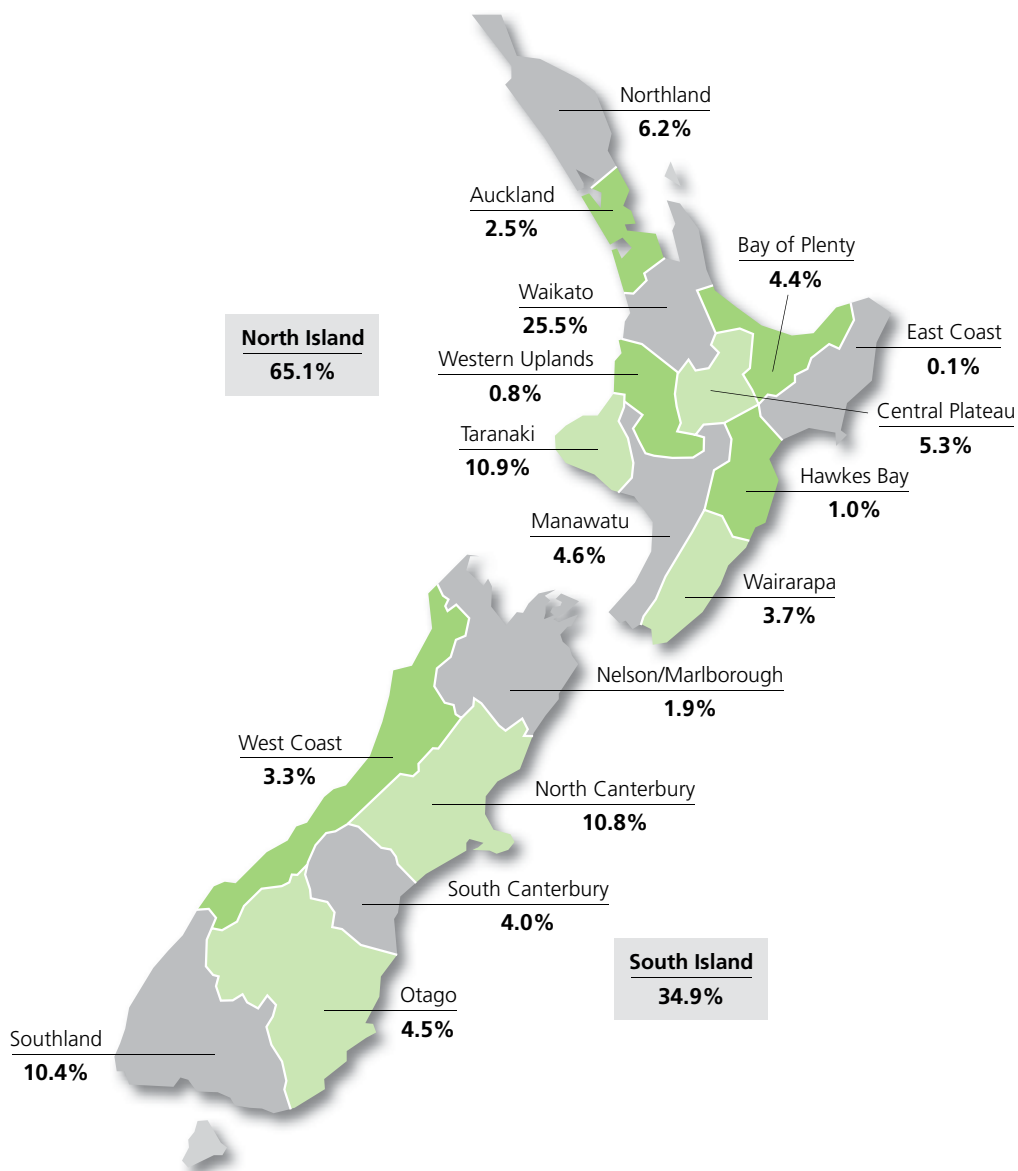 Northland
6.2%
Auckland
2.5%
Bay of Plenty
4.4%
Waikato
25.5%
North Island
65.1%
East Coast
0.1%
Western Uplands
0.8%
Central Plateau
5.3%
Taranaki
10.9%
Hawkes Bay
1.0%
Manawatu
4.6%
Wairarapa
3.7%
Nelson/Marlborough
1.9%
West Coast
3.3%
North Canterbury
10.8%
South Canterbury
4.0%
South Island
34.9%
Otago
4.5%
Southland
10.4%